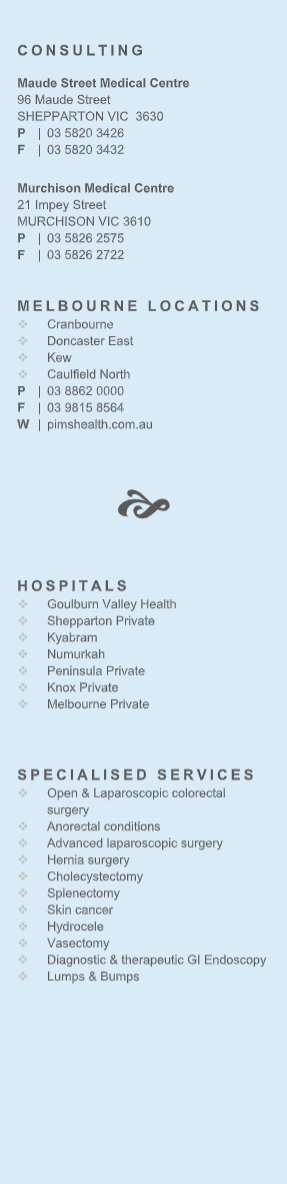 CONSULTING
Maude Street Medical Centre
96 Maude Street
SHEPPARTON VIC  3630
P | 03 5820 3426
F | 03 5820 3432
Murchison Medical Centre
21 Impey Street
MURCHISON VIC 3610
P | 03 5826 2575
F | 03 5826 2722
MELBOURNE LOCATIONS
❖ Cranbourne
❖ Doncaster East
❖ Kew
❖ Caulfield North
P | 03 8862 0000
F | 03 9815 8564
W | pimshealth.com.au
HOSPITALS
❖ Goulburn Valley Health
❖ Shepparton Private
❖ Kyabram
❖ Numurkah
❖ Peninsula Private
❖ Knox Private
❖ Melbourne Private
SPECIALISED SERVICES
❖ Open & Laparoscopic colorectal
surgery
❖ Anorectal conditions
❖ Advanced laparoscopic surgery
❖ Hernia surgery
❖ Cholecystectomy
❖ Splenectomy
❖ Skin cancer
❖ Hydrocele
❖ Vasectomy
❖ Diagnostic & therapeutic GI Endoscopy
❖ Lumps & Bumps